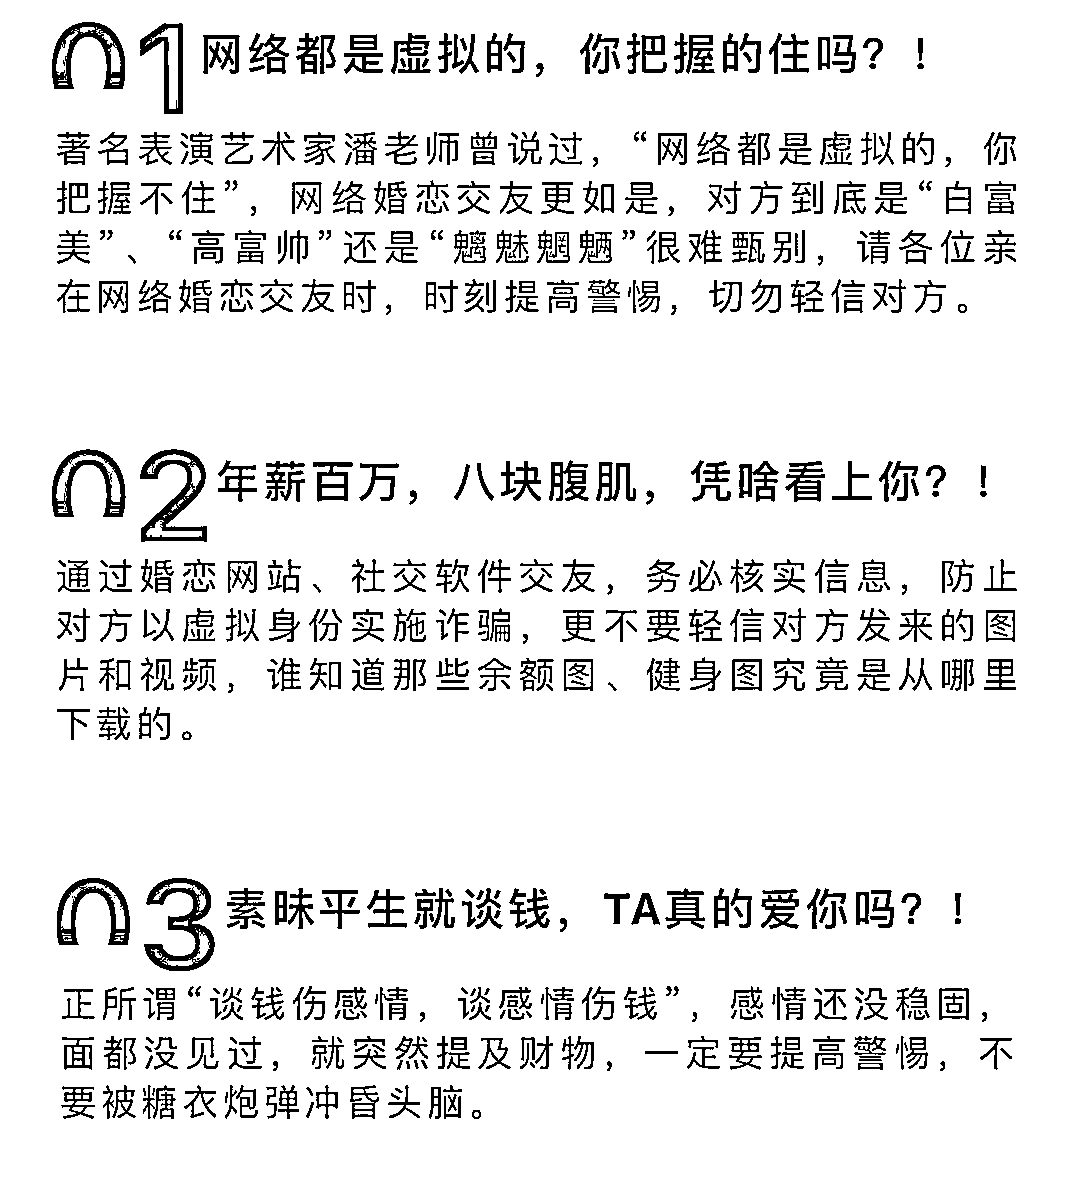 01 网络都是虚拟的，你把握的住吗？！
著名表演艺术家潘老师曾说过，“网络都是虚拟的，你
把握不住”，网络婚恋交友更如是，对方到底是“白富
美”、“高富帅”还是“魑魅魍魉”很难甄别，请各位亲
在网络婚恋交友时，时刻提高警惕，切勿轻信对方。
02 年薪百万，八块腹肌，凭啥看上你？！
通过婚恋网站、社交软件交友，务必核实信息，防止
对方以虚拟身份实施诈骗，更不要轻信对方发来的图
片和视频，谁知道那些余额图、健身图究竟是从哪里
下载的。
03 素昧平生就谈钱，TA真的爱你吗？！
正所谓“谈钱伤感情，谈感情伤钱”，感情还没稳固，
面都没见过，就突然提及财物，一定要提高警惕，不
要被糖衣炮弹冲昏头脑。